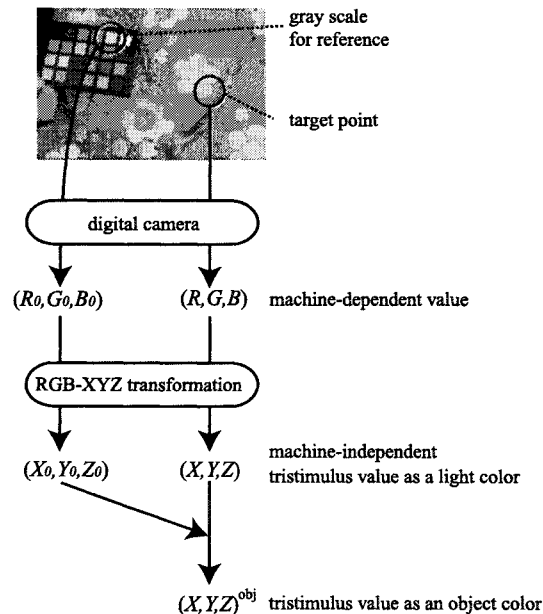 gray scale
for reference
target point
digital camera
(R0,G0,B0) (R,G,B) machine-dependent value
RGB-XYZ transformation
machine-independent
(X0,Y0,Z0) (X,Y,Z) tristimulus value as a light color
(X,Y,Z)obj tristimulus value as an object color